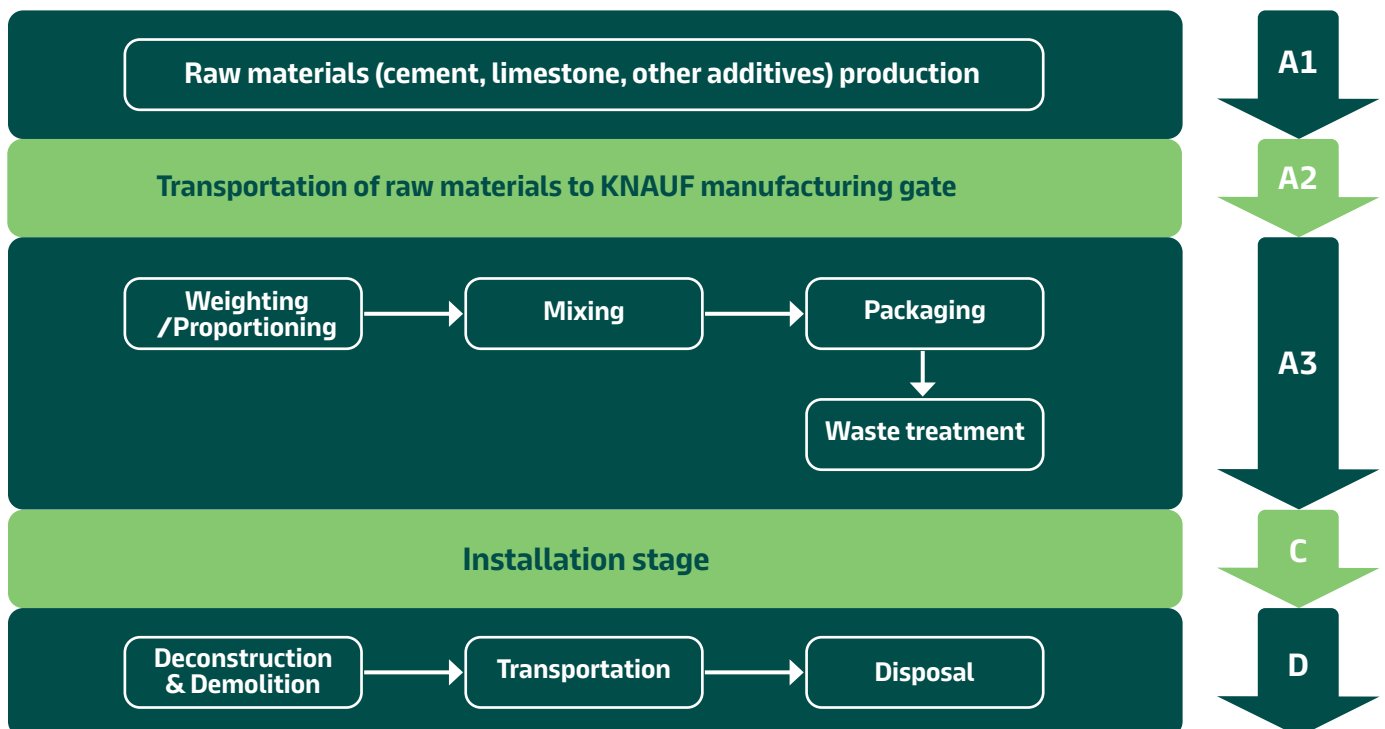 Raw materials (cement, limestone, other additives) production
A1
Transportation of raw materials to KNAUF manufacturing gate
A2
Weighting
/Proportioning
Mixing
Packaging
Waste treatment
A3
Installation stage
C
Deconstruction
& Demolition
Transportation
Disposal
D